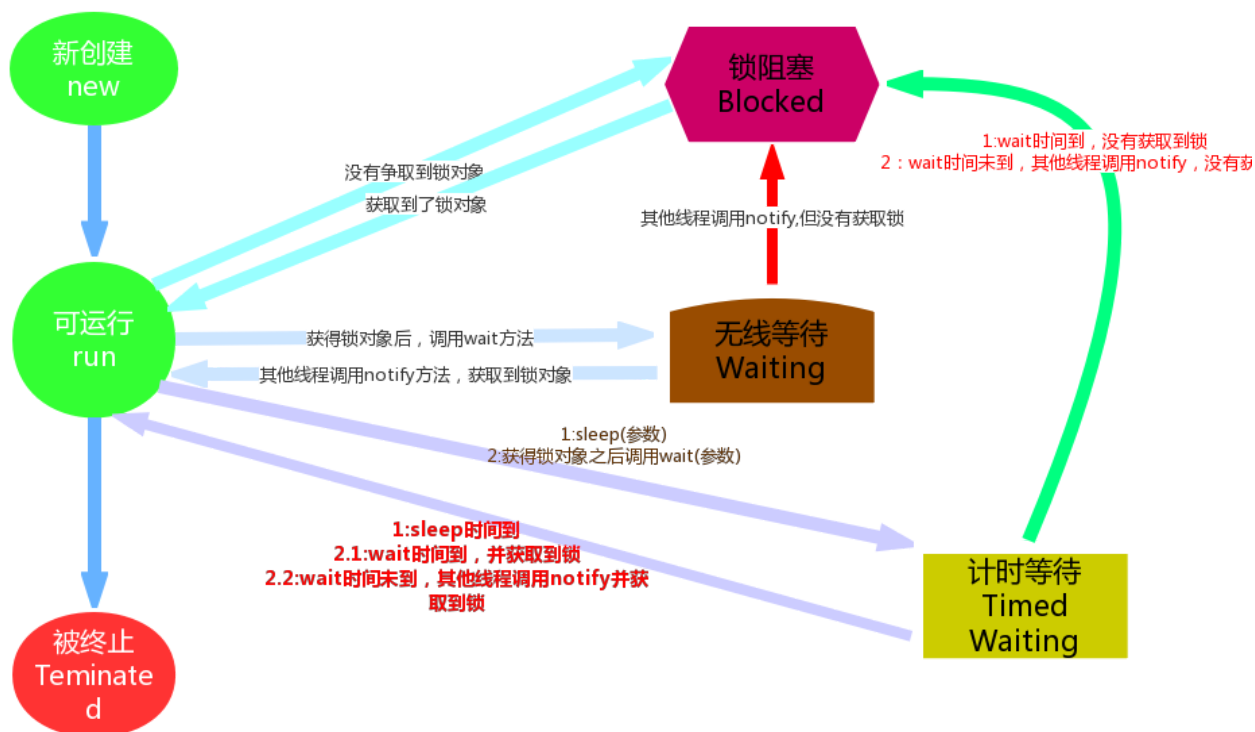 新创建
new
锁阻塞
Blocked
1:wait时间到，没有获取到锁
2：wait时间未到，其他线程调用notify，没有获
没有争取到锁对象
获取到了锁对象
其他线程调用notify,但没有获取锁
可运行
run
获得锁对象后，调用wait方法
其他线程调用notify方法，获取到锁对象
无线等待
Waiting
1:sleep(参数)
2:获得锁对象之后调用wait(参数)
1:sleep时间到
2.1:wait时间到，并获取到锁
2.2:wait时间未到，其他线程调用notify并获
取到锁
计时等待
Timed
Waiting
被终止
Teminate
d